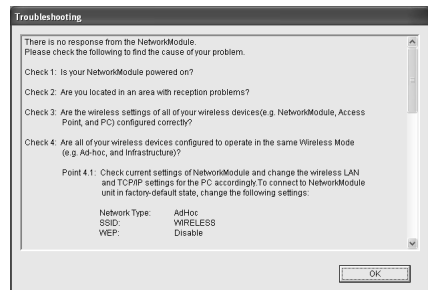 Troubleshooting
There is no response from the NetworkModule.
Please check the following to find the cause of your problem.
Check 1: Is your NetworkModule powered on?
Check 2: Are you located in an area with reception problems?
Check 3: Are the wireless settings of all of your wireless devices(e.g. NetworkModule, Access
Point, and PC) configured correctly?
Check 4: Are all of your wireless devices configured to operate in the same Wireless Mode
(e.g. Ad-hoc, and Infrastructure)?
Point 4.1: Check current settings of NetworkModule and change the wireless LAN
and TCP/IP settings for the PC accordingly.To connect to NetworkModule
unit in factory-default state, change the following settings:
Network Type: AdHoc
SSID: WIRELESS
WEP: Disable
OK